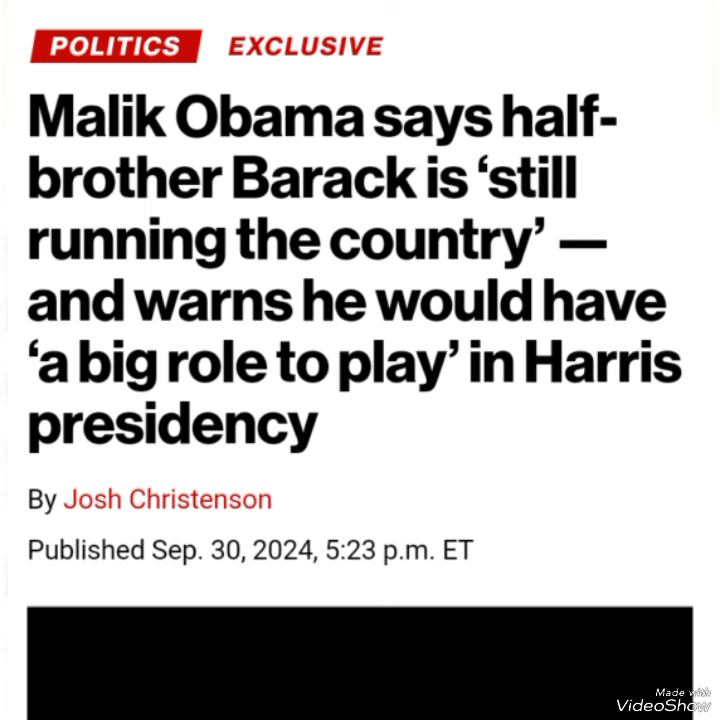 POLITICS EXCLUSIVE
Malik Obama says half-
brother Barack is ‘still
running the country’ —
and warns he would have
‘a big role to play’ in Harris
presidency
By Josh Christenson
Published Sep. 30, 2024, 5:23 p.m. ET
Made with
VideoShow